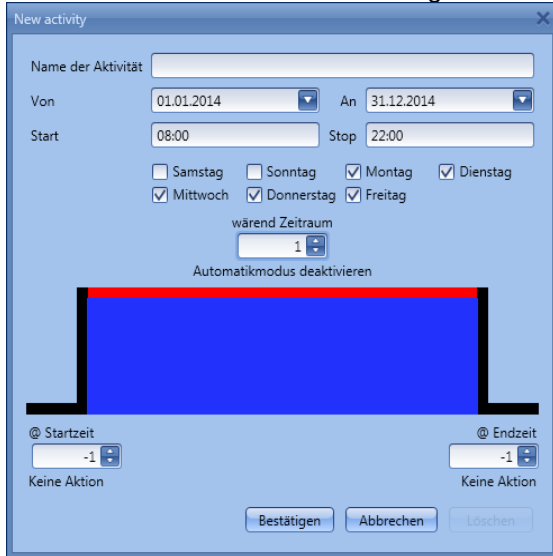 New activity
Name der Aktivität
Von 01.01.2014 An 31.12.2014
Start 08:00 Stop 22:00
Samstag Sonntag Montag Dienstag
Mittwoch Donnerstag Freitag
wärend Zeitraum
1
Automatikmodus deaktivieren
@ Startzeit @ Endzeit
-1 -1
Keine Aktion Keine Aktion
Bestätigen Abbrechen Löschen